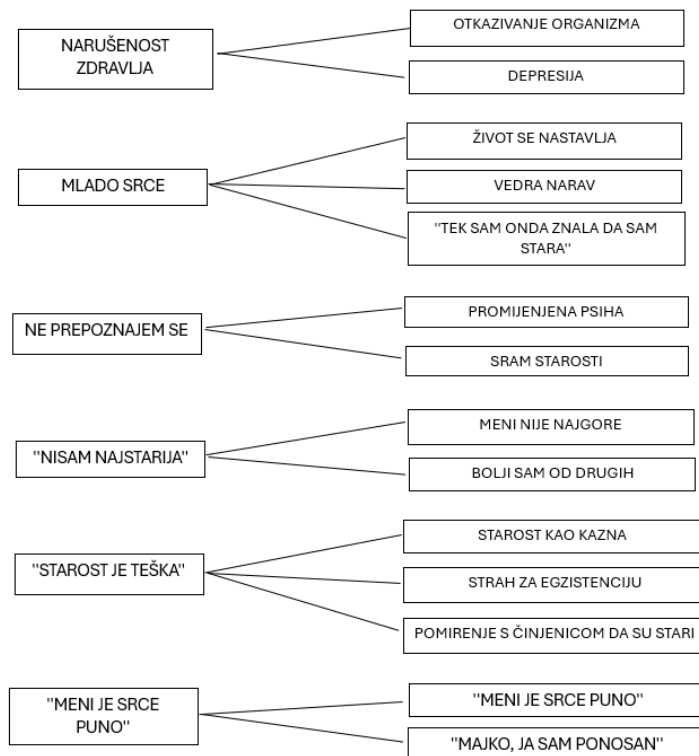 NARUŠENOST
ZDRAVLJA
OTKAZIVANJE ORGANIZMA
DEPRESIJA
MLADO SRCE
ŽIVOT SE NASTAVLJA
VEDRA NARAV
"TEK SAM ONDA ZNALA DA SAM
STARA"
NE PREPOZNAJEM SE
PROMIJENJENA PSIHA
SRAM STAROSTI
"NISAM NAJSTARIJA"
MENI NIJE NAJGORE
BOLJI SAM OD DRUGIH
"STAROST JE TEŠKA"
STAROST KAO KAZNA
STRAH ZA EGZISTENCIJU
POMIRENJE S ČINJENICOM DA SU STARI
"MENI JE SRCE
PUNO"
"MENI JE SRCE PUNO"
"MAJKO, JA SAM PONOSAN"